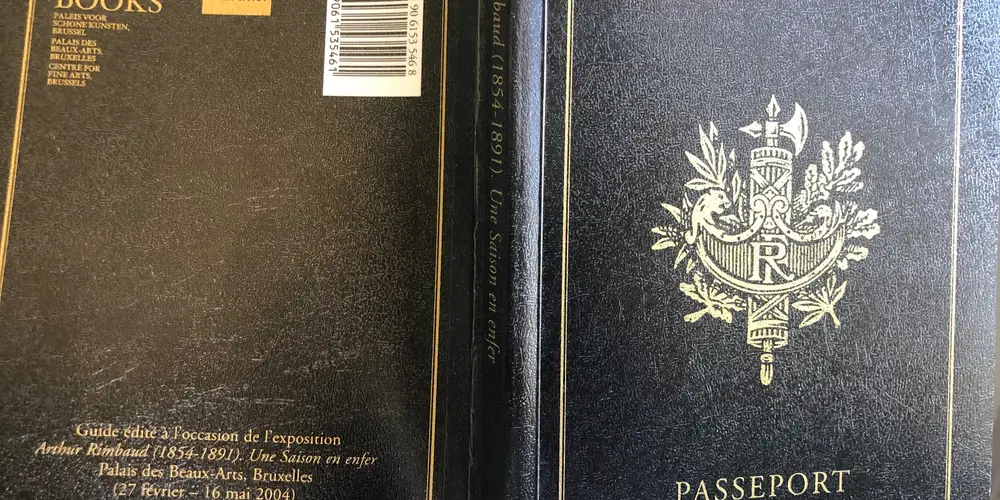 BOOKS
PALEIS VOOR
SCHONE KUNSTEN,
BRUSSEL
PALAIS DES
BEAUX-ARTS,
BRUXELLES
CENTRE FOR
FINE ARTS,
BRUSSELS
90 6153 546 8
9061535461
baud (1854-1891). Une Saison en enfer
R
PASSEPORT
Guide édité à l'occasion de l'exposition
Arthur Rimbaud (1854-1891). Une Saison en enfer
Palais des Beaux-Arts, Bruxelles
(27 février – 16 mai 2004)